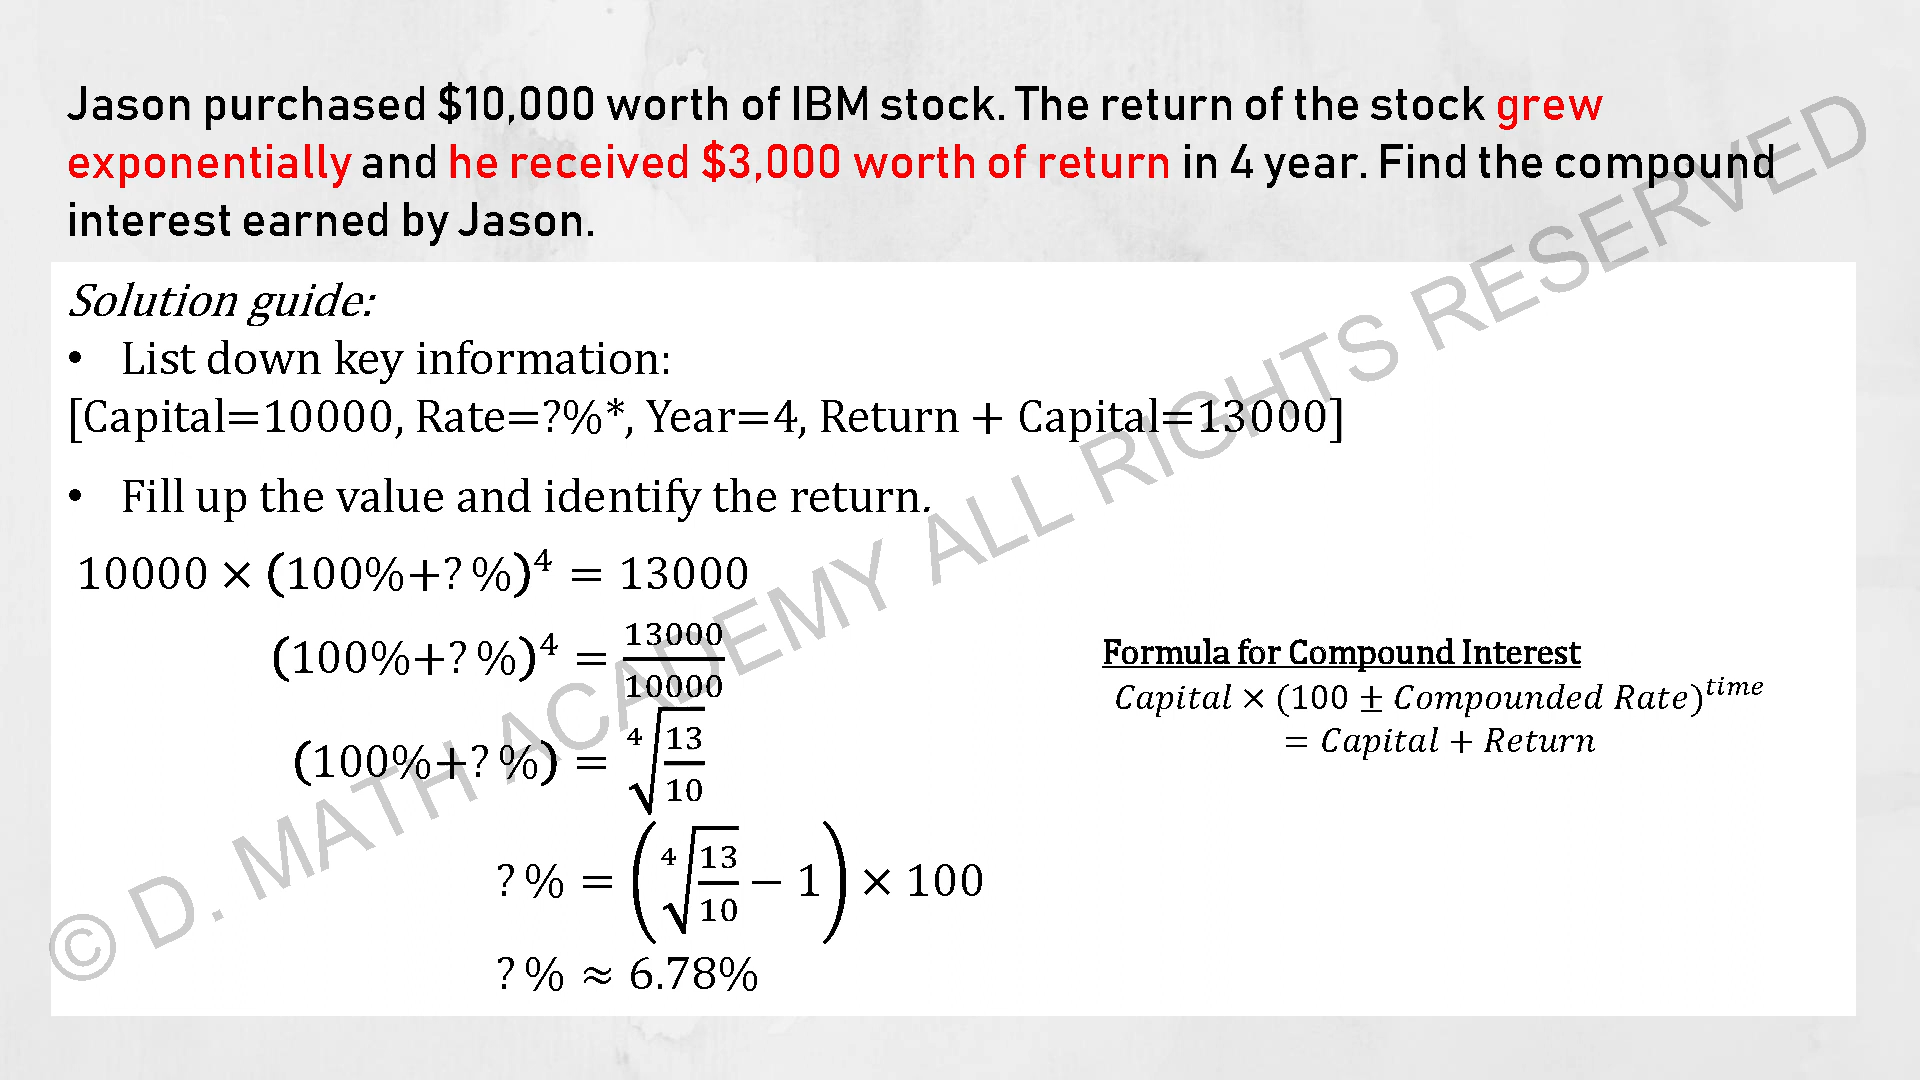 Jason purchased $10,000 worth of IBM stock. The return of the stock grew
exponentially and he received $3,000 worth of return in 4 year. Find the compound
interest earned by Jason.
Solution guide:
• List down key information:
[Capital=10000, Rate=?%*, Year=4, Return + Capital=13000]
• Fill up the value and identify the return.
10000 × (100%+? %)⁴ = 13000
(100%+? %)⁴ = 13000/10000
(100%+? %) = ⁴√(13/10)
? % = (⁴√(13/10) − 1) × 100
? % ≈ 6.78%
Formula for Compound Interest
Capital × (100 ± Compounded Rate)ᵗⁱᵐᵉ
= Capital + Return
© D. MATH ACADEMY ALL RIGHTS RESERVED